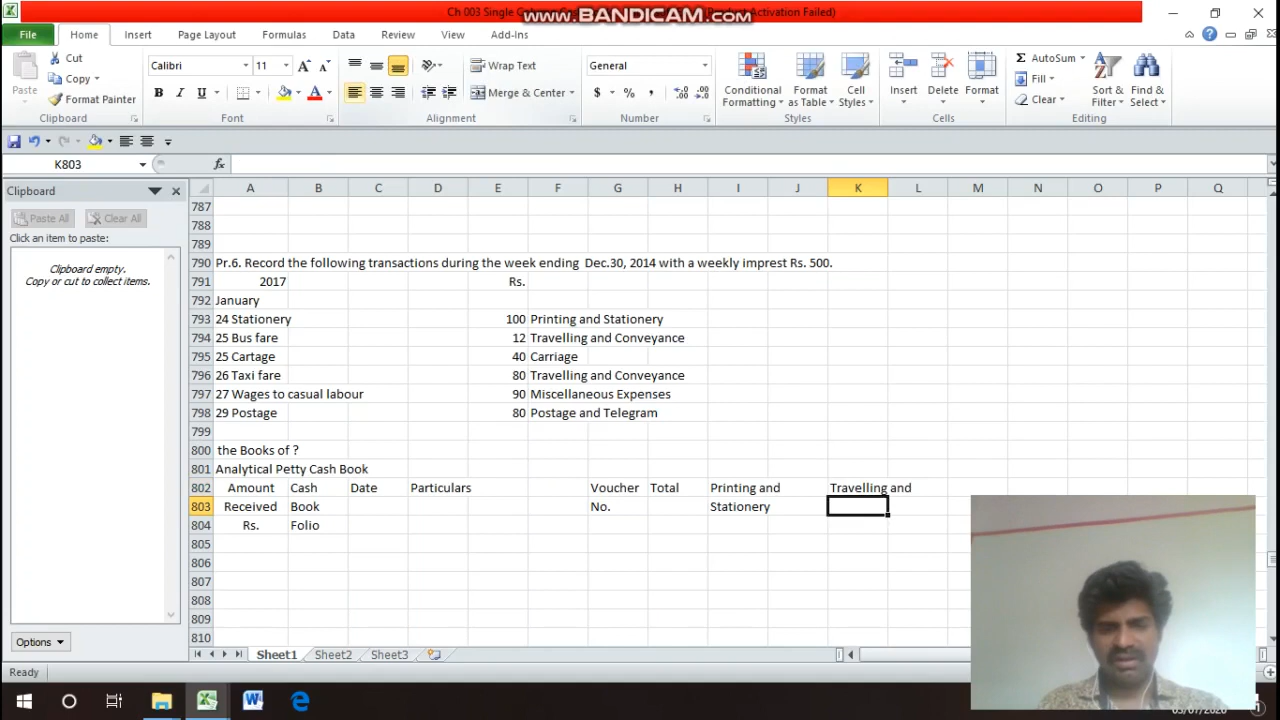 Ch 003 Single Column
www.BANDICAM.com
Product Activation Failed)
File Home Insert Page Layout Formulas Data Review View Add-Ins
Paste
Cut
Copy
Format Painter
Calibri 11
B I U A
A A
Wrap Text
Merge & Center
General
$ % ,
Conditional Formatting
Format as Table
Cell Styles
Insert
Delete
Format
AutoSum
Fill
Clear
Sort & Filter
Find & Select
Clipboard Font Alignment Number Styles Cells Editing
K803 fx
Clipboard
Paste All Clear All
Click an item to paste:
Clipboard empty.
Copy or cut to collect items.
Options
A B C D E F G H I J K L M N O P Q
787
788
789
790 Pr.6. Record the following transactions during the week ending Dec.30, 2014 with a weekly imprest Rs. 500.
791 2017 Rs.
792 January
793 24 Stationery 100 Printing and Stationery
794 25 Bus fare 12 Travelling and Conveyance
795 25 Cartage 40 Carriage
796 26 Taxi fare 80 Travelling and Conveyance
797 27 Wages to casual labour 90 Miscellaneous Expenses
798 29 Postage 80 Postage and Telegram
799
800 the Books of ?
801 Analytical Petty Cash Book
802 Amount Cash Date Particulars Voucher Total Printing and Travelling and
803 Received Book No. Stationery
804 Rs. Folio
805
806
807
808
809
810
Sheet1 Sheet2 Sheet3
Ready